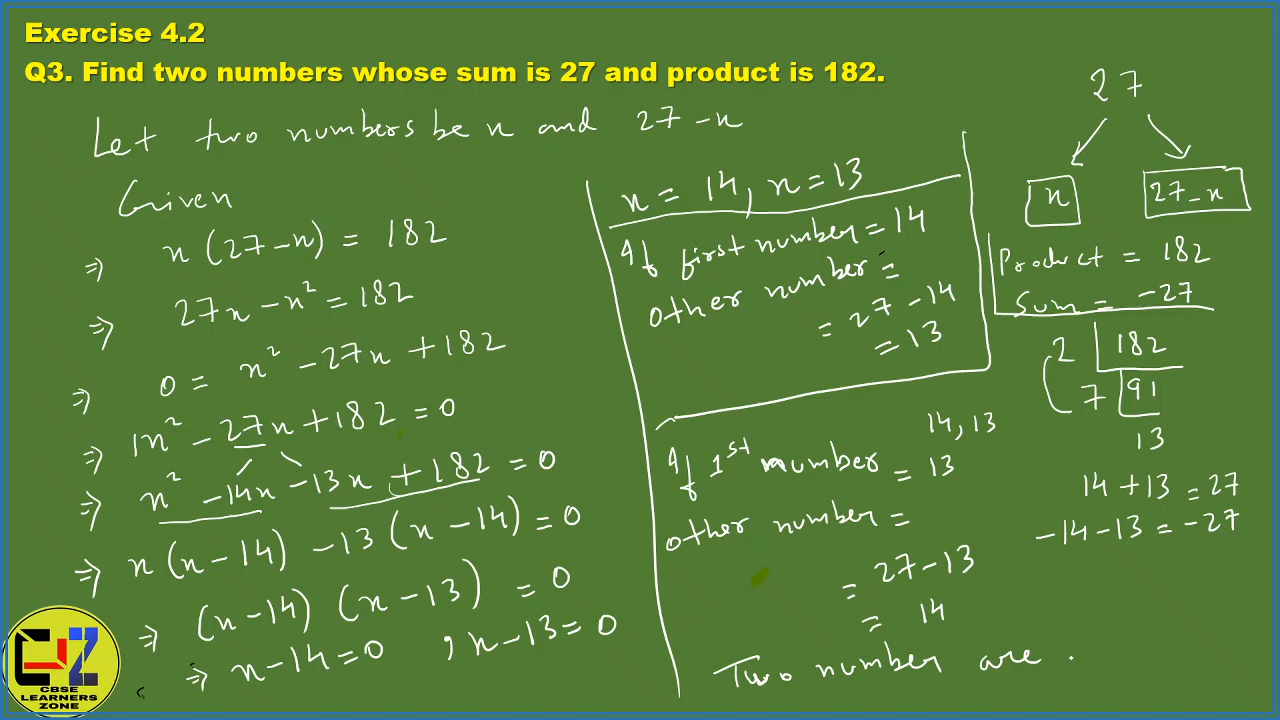 Exercise 4.2
Q3. Find two numbers whose sum is 27 and product is 182.
Let two numbers be x and 27 - x
Given
⇒ x (27 - x) = 182
⇒ 27x - x² = 182
⇒ 0 = x² - 27x + 182
⇒ 1x² - 27x + 182 = 0
⇒ x² - 14x - 13x + 182 = 0
⇒ x (x - 14) - 13 (x - 14) = 0
⇒ (x - 14) (x - 13) = 0
⇒ x - 14 = 0 , x - 13 = 0
x = 14, x = 13
If first number = 14
other number =
= 27 - 14
= 13
14, 13
If 1st number = 13
other number =
= 27 - 13
= 14
Two number are .
27
x 27 - x
Product = 182
Sum = -27
2 182
7 91
13
14 + 13 = 27
-14 - 13 = -27
CBSE
LEARNERS
ZONE